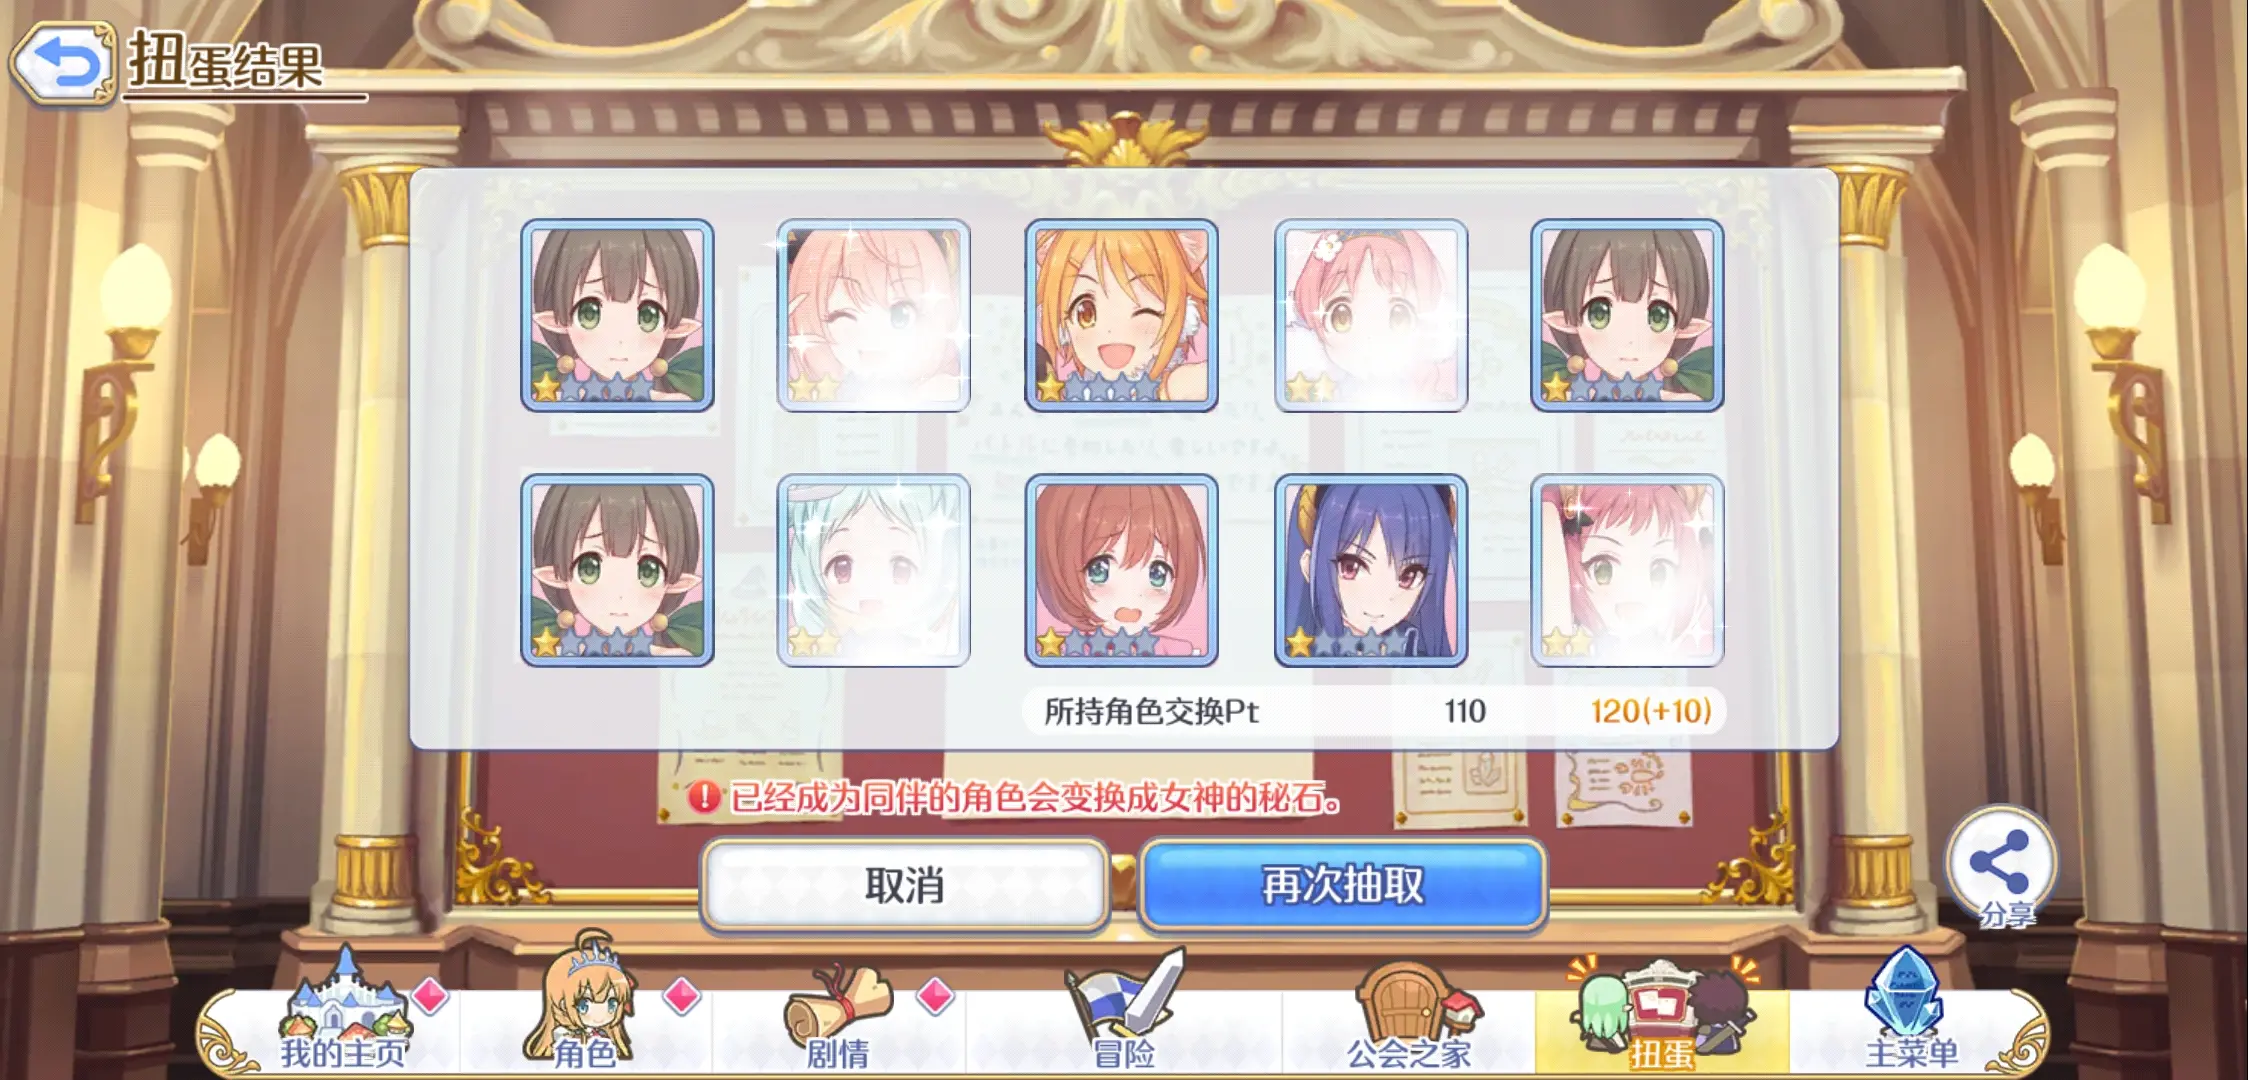 扭蛋结果
所持角色交换Pt 110 120(+10)
已经成为同伴的角色会变换成女神的秘石。
取消 再次抽取
分享
我的主页 角色 剧情 冒险 公会之家 扭蛋 主菜单